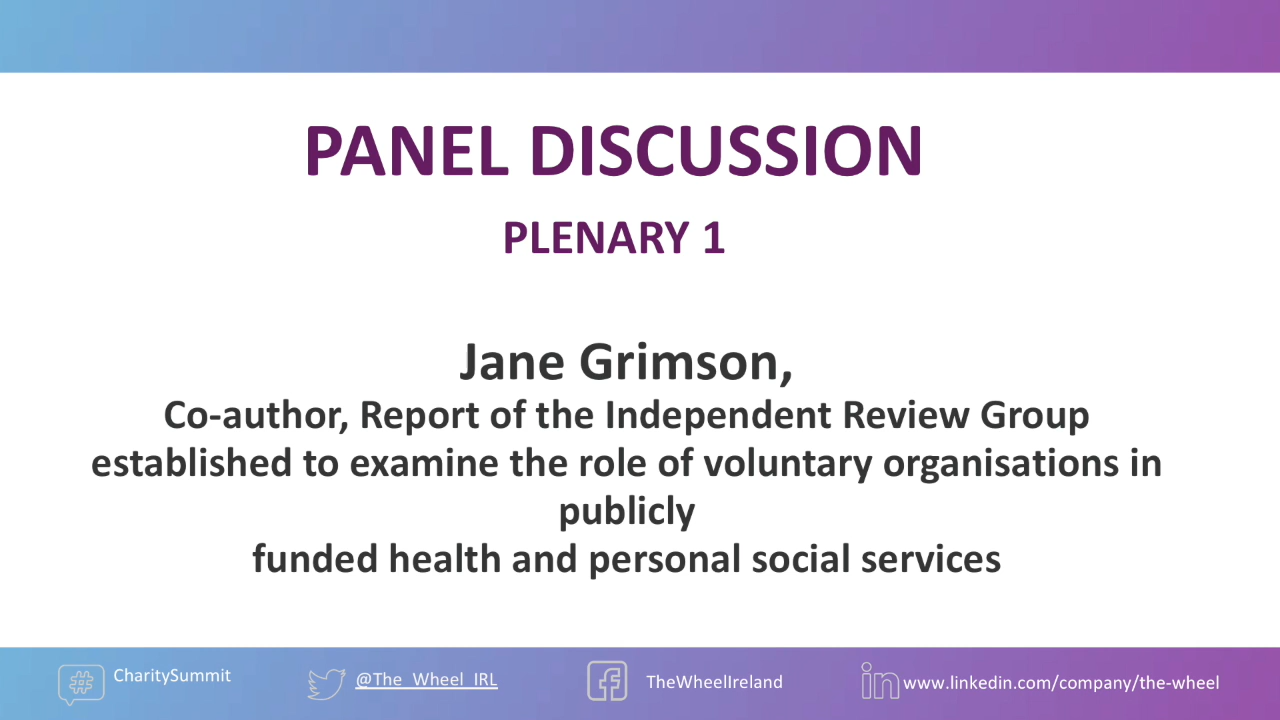 PANEL DISCUSSION
PLENARY 1
Jane Grimson,
Co-author, Report of the Independent Review Group
established to examine the role of voluntary organisations in
publicly
funded health and personal social services
# CharitySummit
@The_Wheel_IRL
TheWheelIreland
in www.linkedin.com/company/the-wheel